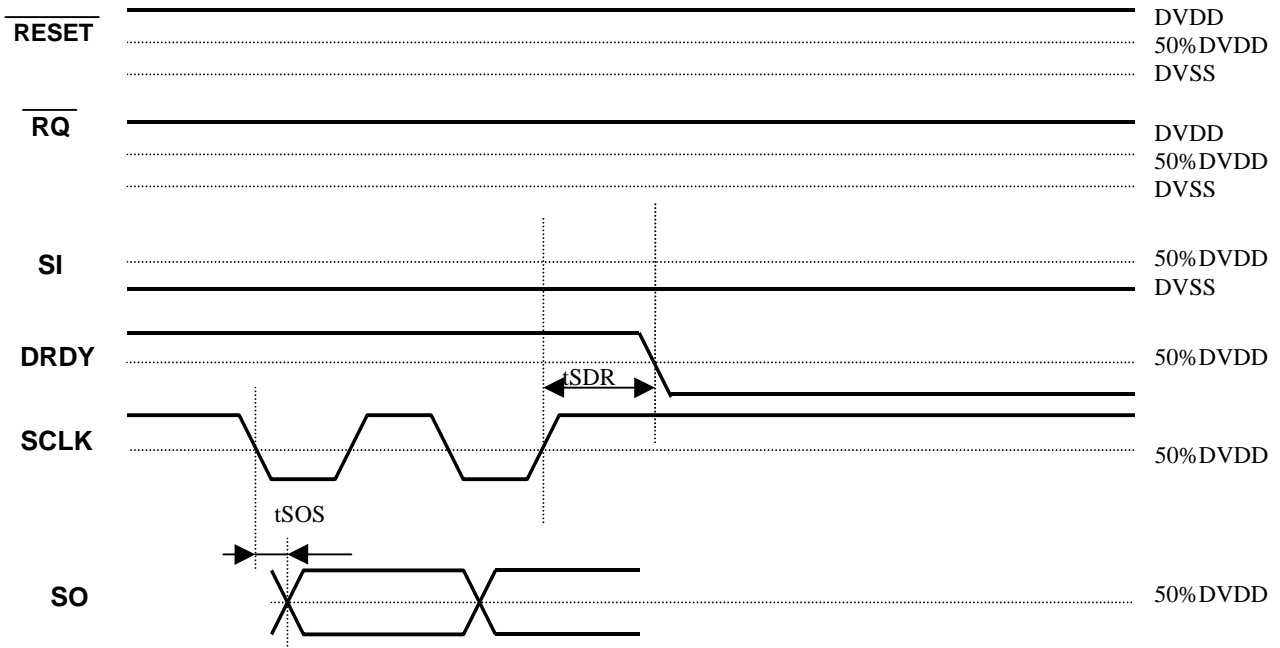 RESET
DVDD
50%DVDD
DVSS
RQ
DVDD
50%DVDD
DVSS
SI
50%DVDD
DVSS
DRDY
50%DVDD
tSDR
SCLK
50%DVDD
tSOS
SO
50%DVDD